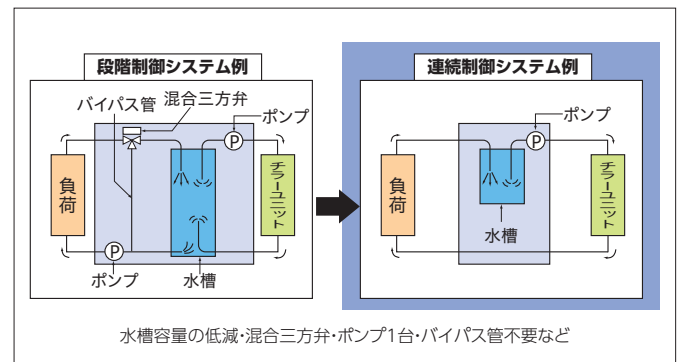 段階制御システム例
バイパス管
混合三方弁
ポンプ
P
負荷
チラーユニット
P
ポンプ
水槽
連続制御システム例
ポンプ
P
負荷
チラーユニット
水槽
水槽容量の低減・混合三方弁・ポンプ1台・バイパス管不要など